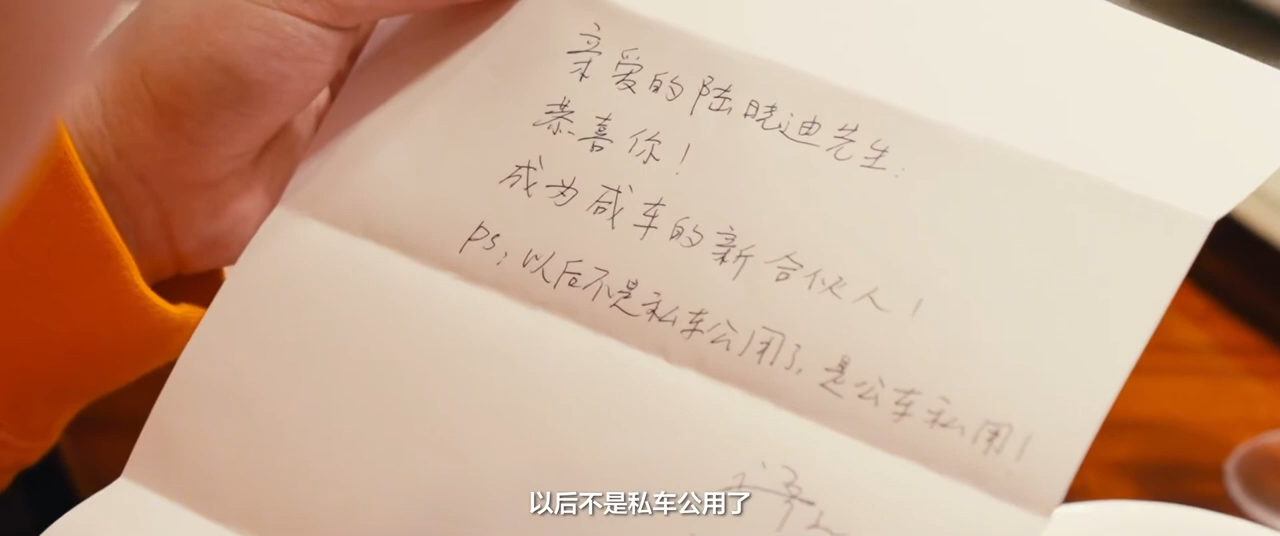 亲爱的陆晓迪先生:
恭喜你!
成为咸车的新合伙人!
ps: 以后不是私车公用了, 是公车私用!
以后不是私车公用了